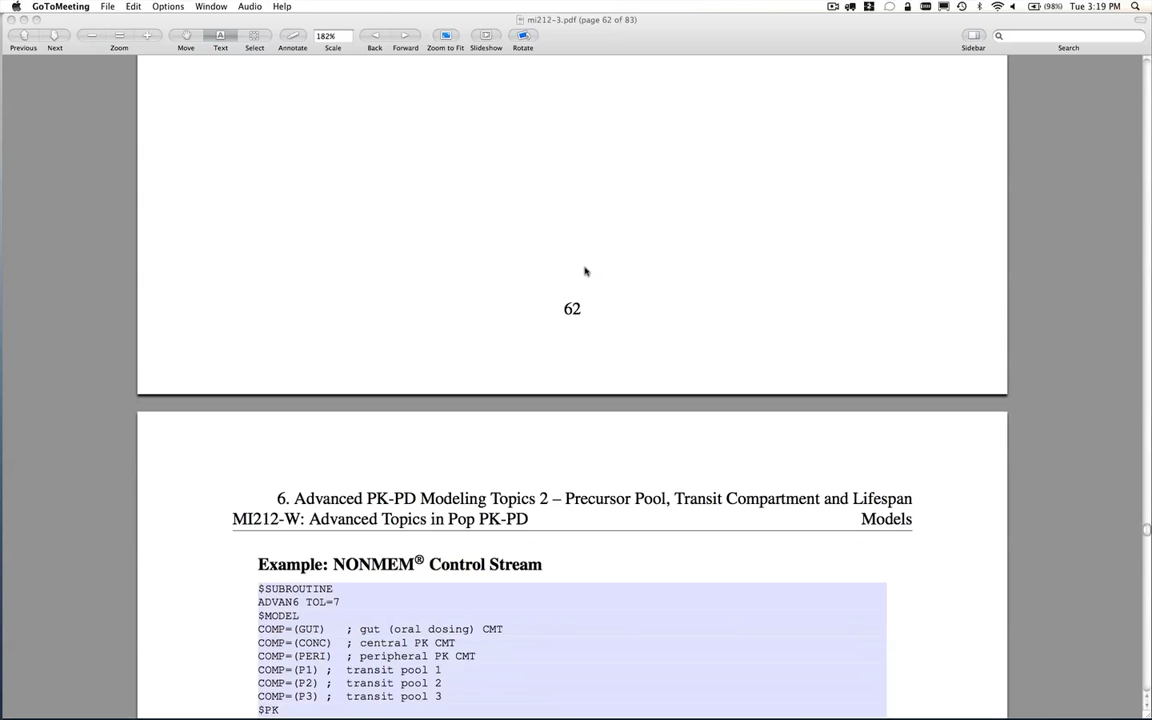 GoToMeeting File Edit Options Window Audio Help (98%) Tue 3:19 PM
mi212-3.pdf (page 62 of 83)
182%
Previous Next Zoom Move Text Select Annotate Scale Back Forward Zoom to Fit Slideshow Rotate Sidebar Search
62
6. Advanced PK-PD Modeling Topics 2 – Precursor Pool, Transit Compartment and Lifespan
MI212-W: Advanced Topics in Pop PK-PD Models
Example: NONMEM® Control Stream
$SUBROUTINE
ADVAN6 TOL=7
$MODEL
COMP=(GUT) ; gut (oral dosing) CMT
COMP=(CONC) ; central PK CMT
COMP=(PERI) ; peripheral PK CMT
COMP=(P1) ; transit pool 1
COMP=(P2) ; transit pool 2
COMP=(P3) ; transit pool 3
$PK